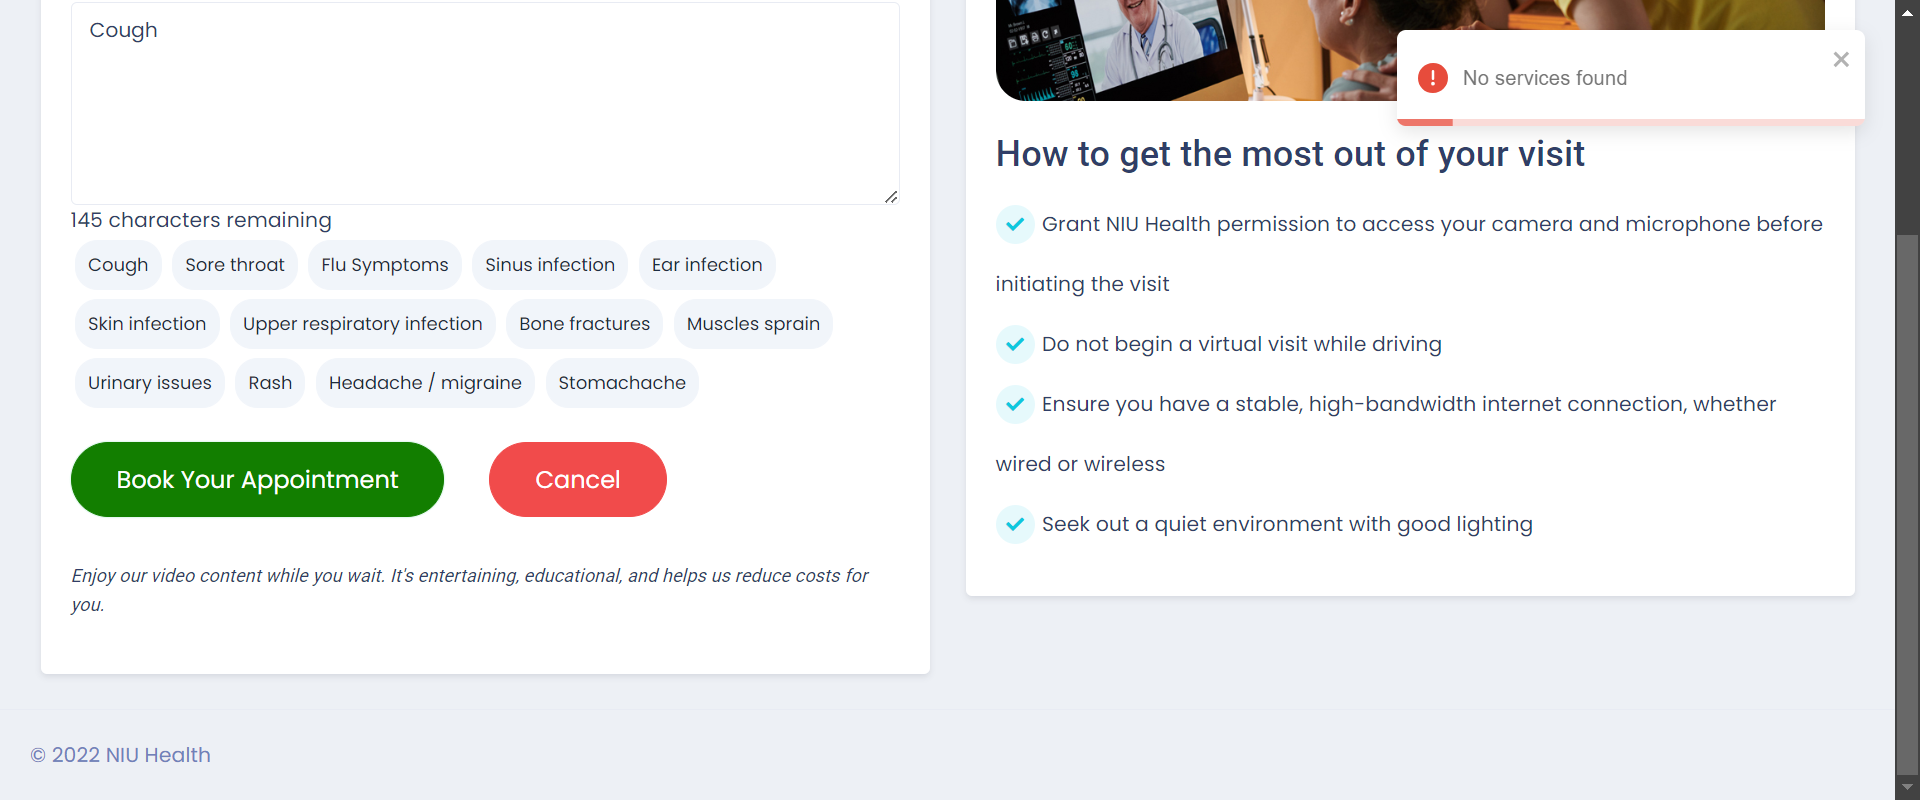 Cough
145 characters remaining
Cough Sore throat Flu Symptoms Sinus infection Ear infection
Skin infection Upper respiratory infection Bone fractures Muscles sprain
Urinary issues Rash Headache / migraine Stomachache
Book Your Appointment Cancel
Enjoy our video content while you wait. It's entertaining, educational, and helps us reduce costs for
you.
No services found
How to get the most out of your visit
Grant NIU Health permission to access your camera and microphone before
initiating the visit
Do not begin a virtual visit while driving
Ensure you have a stable, high-bandwidth internet connection, whether
wired or wireless
Seek out a quiet environment with good lighting
© 2022 NIU Health